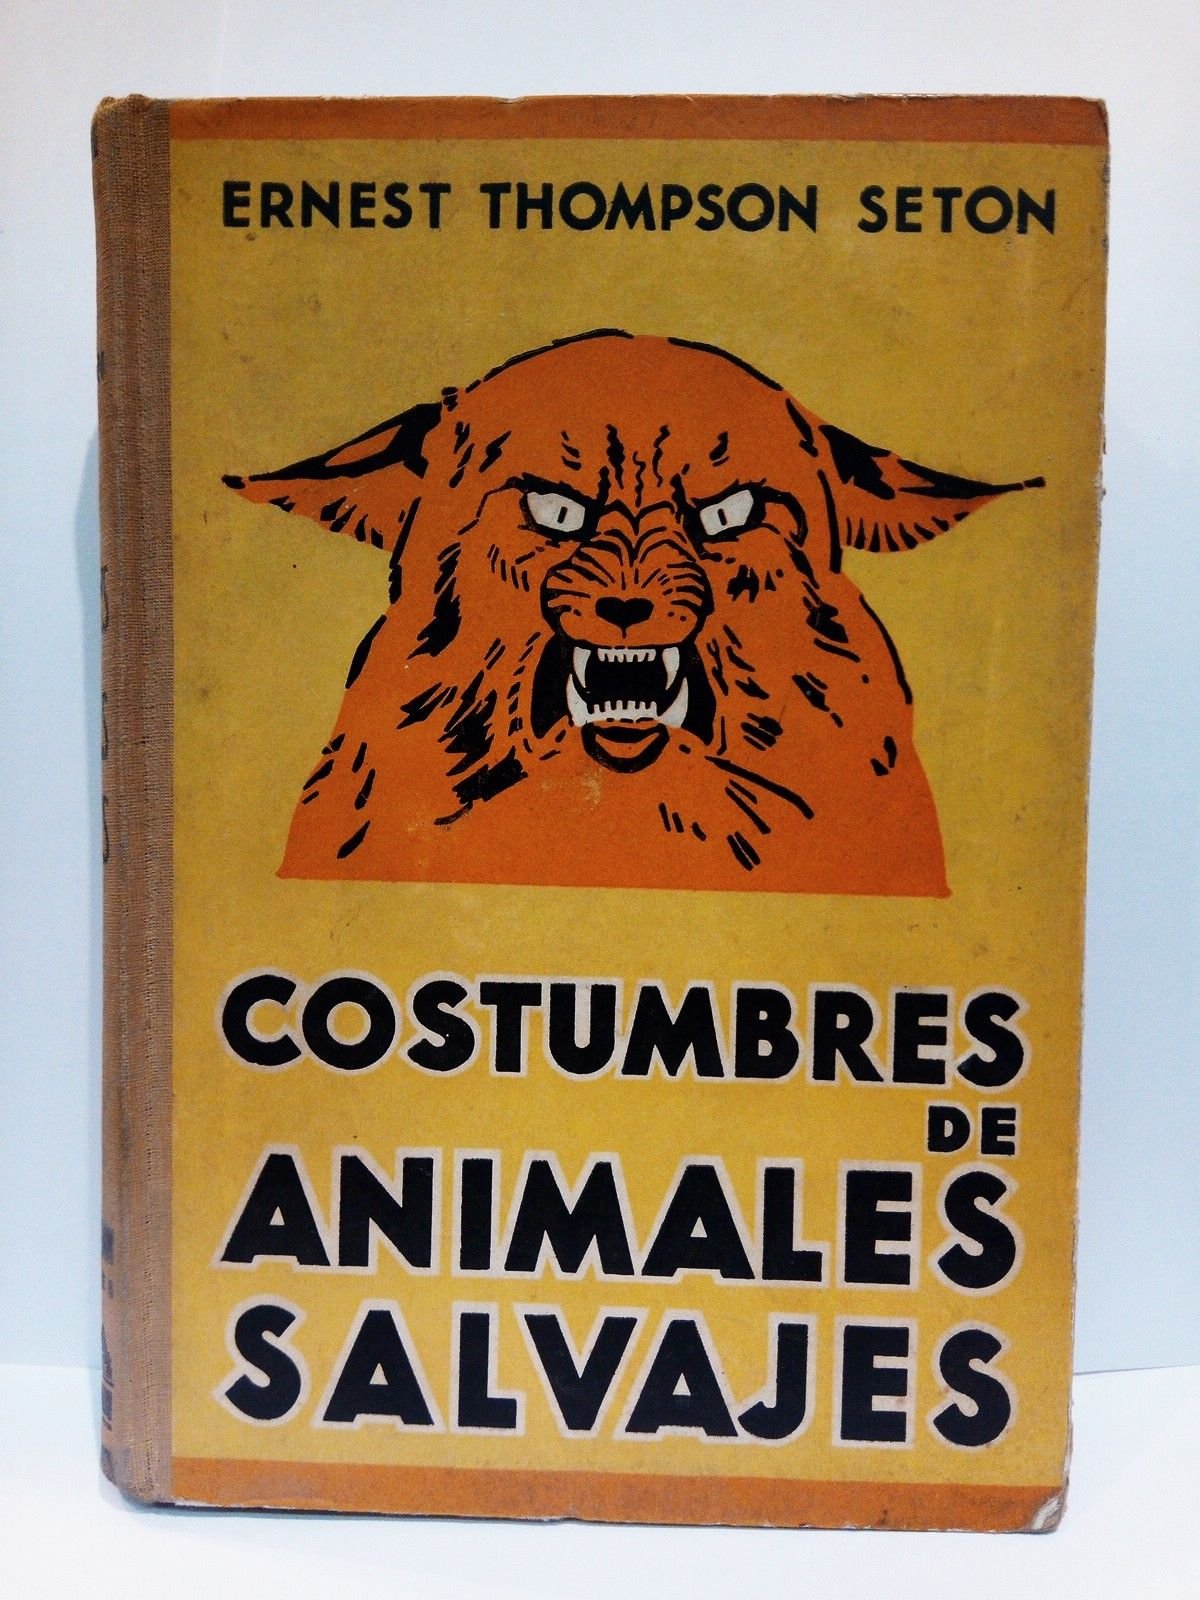 ERNEST THOMPSON SETON
COSTUMBRES
DE
ANIMALES
SALVAJES